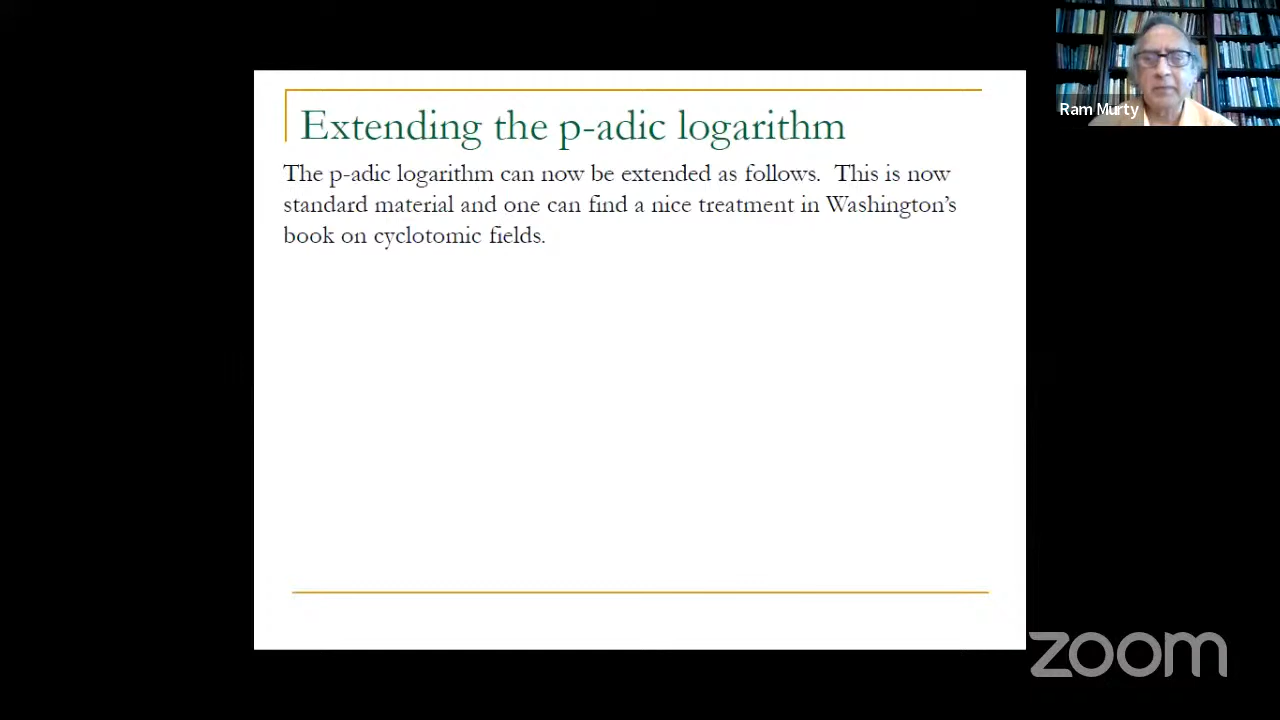 Extending the p-adic logarithm
The p-adic logarithm can now be extended as follows.  This is now
standard material and one can find a nice treatment in Washington’s
book on cyclotomic fields.
Ram Murty
zoom